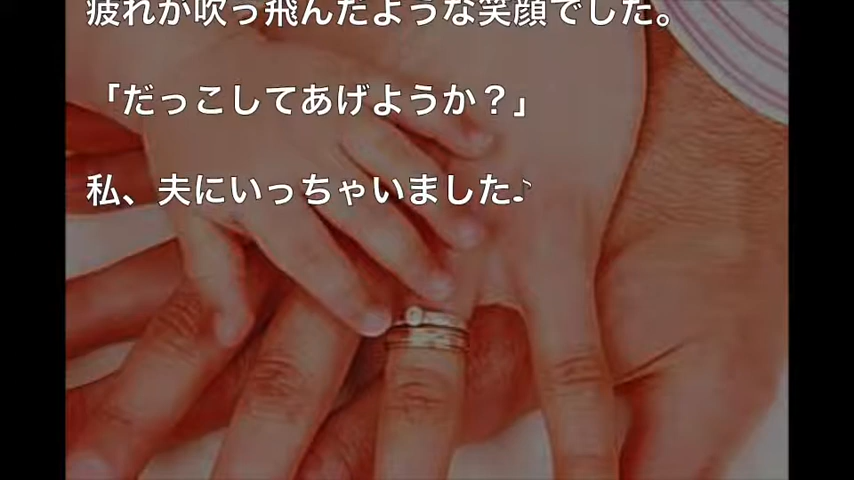 疲れが吹っ飛んだような笑顔でした。
「だっこしてあげようか？」
私、夫にいっちゃいました♪